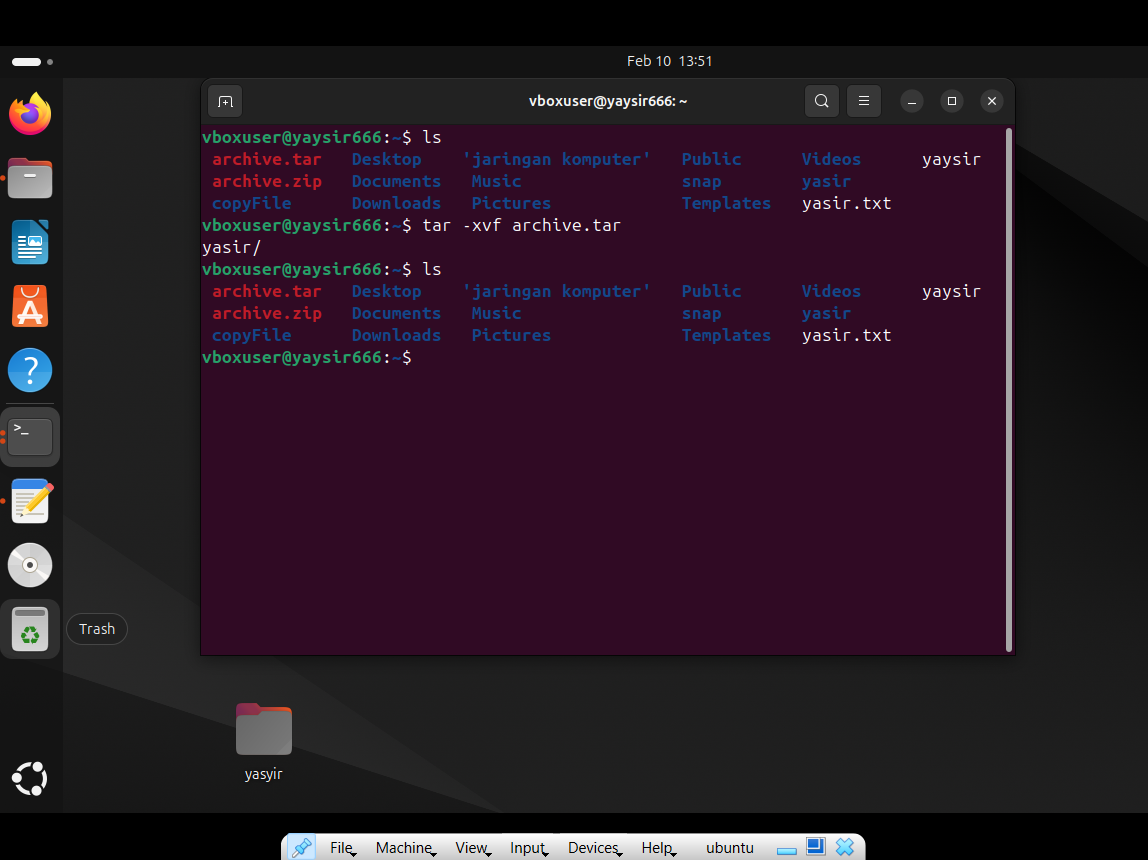 Feb 10 13:51
vboxuser@yaysir666: ~
vboxuser@yaysir666:~$ ls
archive.tar Desktop 'jaringan komputer' Public Videos yaysir
archive.zip Documents Music snap yasir
copyFile Downloads Pictures Templates yasir.txt
vboxuser@yaysir666:~$ tar -xvf archive.tar
yasir/
vboxuser@yaysir666:~$ ls
archive.tar Desktop 'jaringan komputer' Public Videos yaysir
archive.zip Documents Music snap yasir
copyFile Downloads Pictures Templates yasir.txt
vboxuser@yaysir666:~$
Trash
yasyir
File Machine View Input Devices Help ubuntu